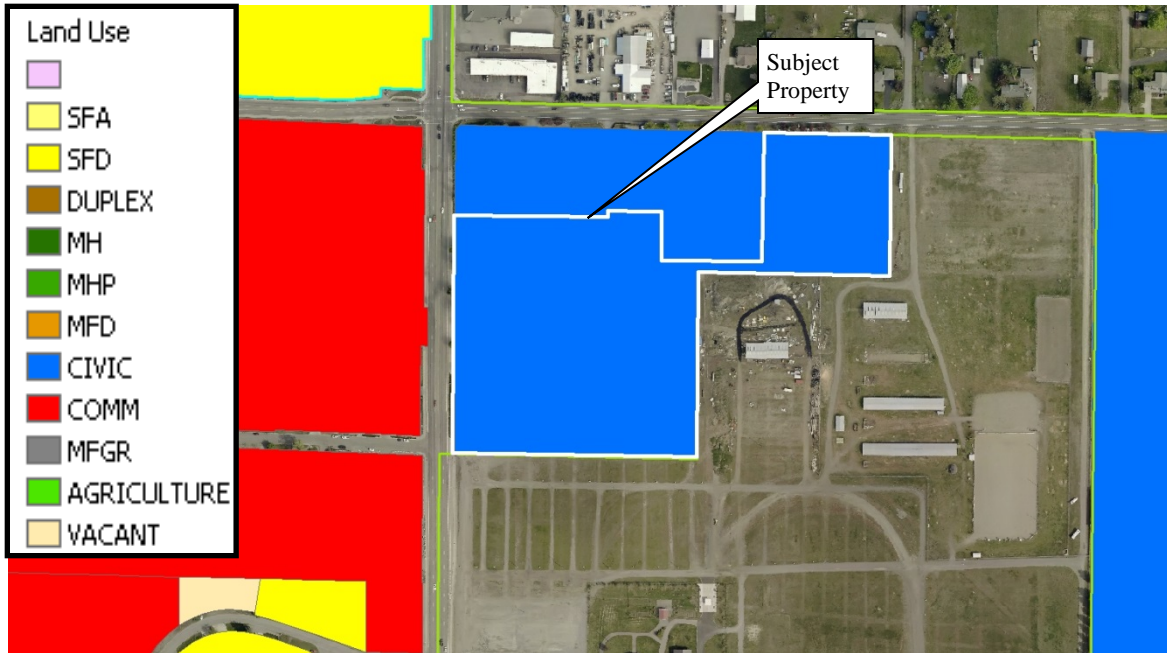 Land Use
SFA
SFD
DUPLEX
MH
MHP
MFD
CIVIC
COMM
MFGR
AGRICULTURE
VACANT
Subject
Property